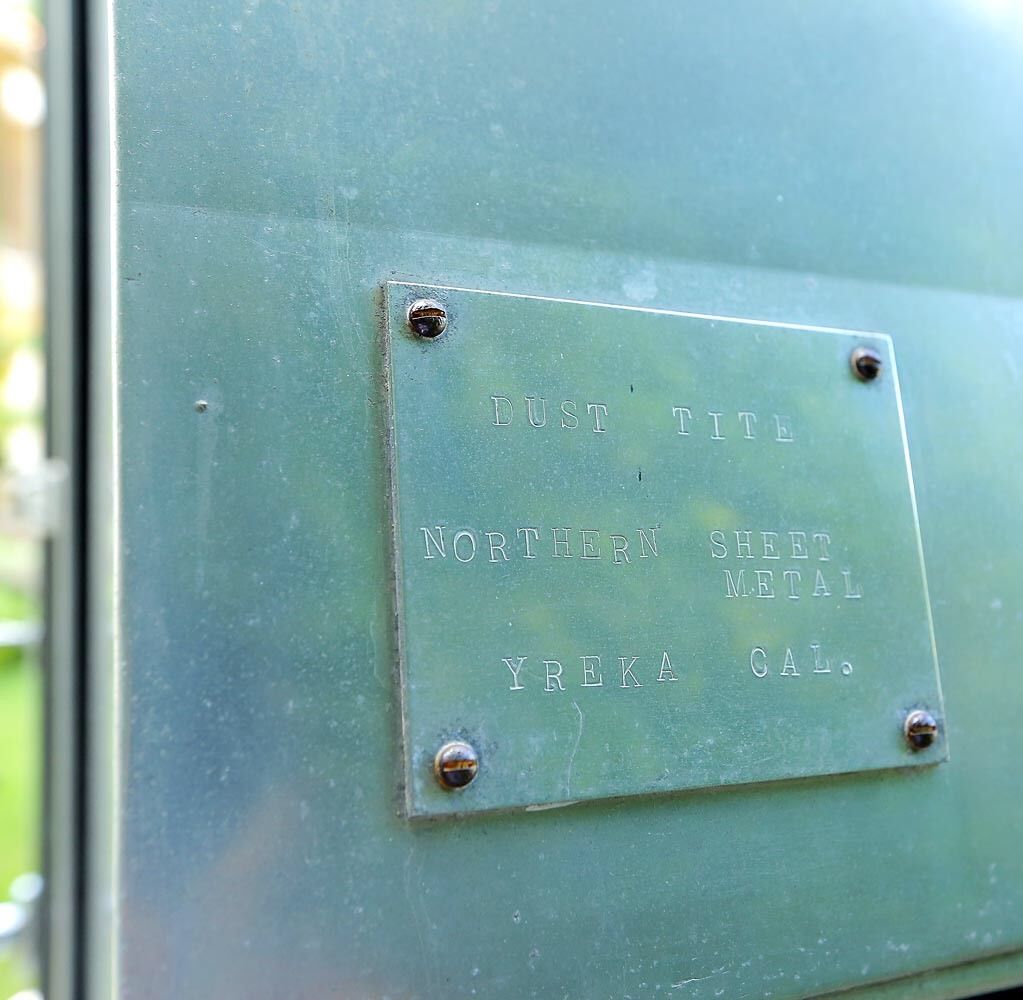 DUST TITE
NORTHERN SHEET
METAL
YREKA CAL.